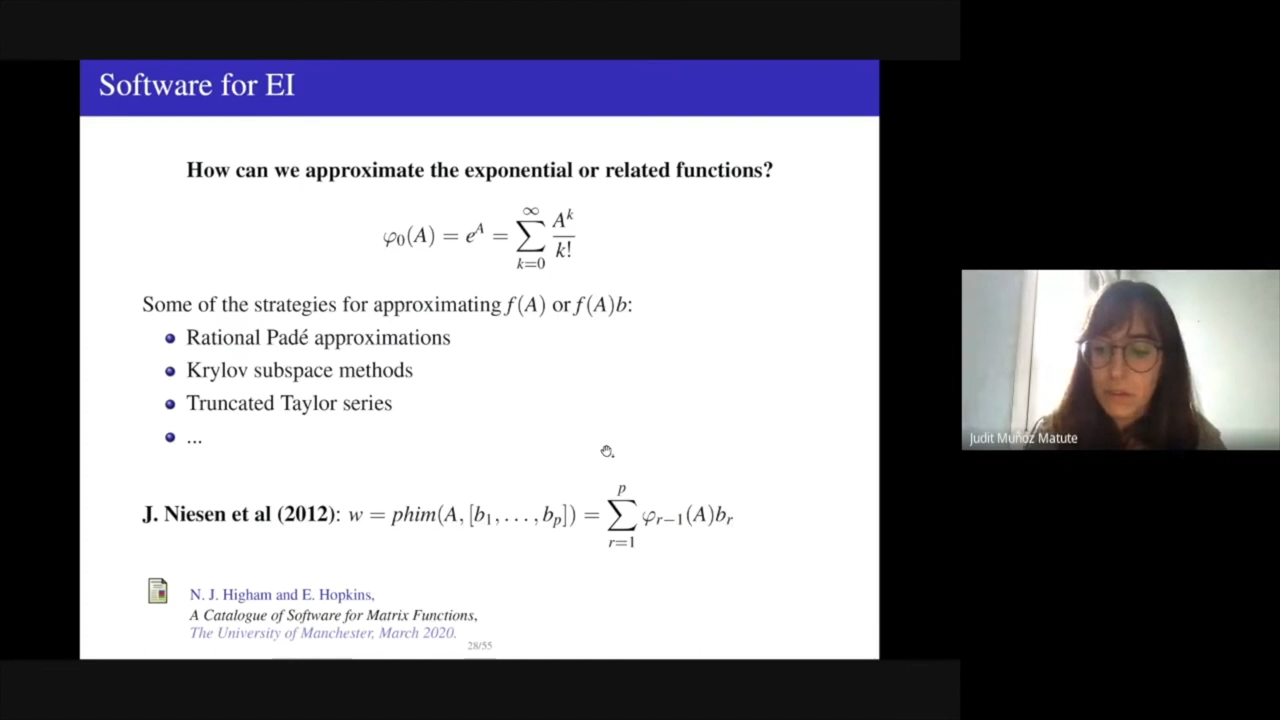 Software for EI
How can we approximate the exponential or related functions?
φ₀(A) = e^A = ∑_{k=0}^{∞} A^k / k!
Some of the strategies for approximating f(A) or f(A)b:
Rational Padé approximations
Krylov subspace methods
Truncated Taylor series
...
J. Niesen et al (2012): w = phim(A, [b₁, . . . , bₚ]) = ∑_{r=1}^{p} φ_{r−1}(A)b_r
N. J. Higham and E. Hopkins,
A Catalogue of Software for Matrix Functions,
The University of Manchester, March 2020.
28/55
Judit Muñoz Matute